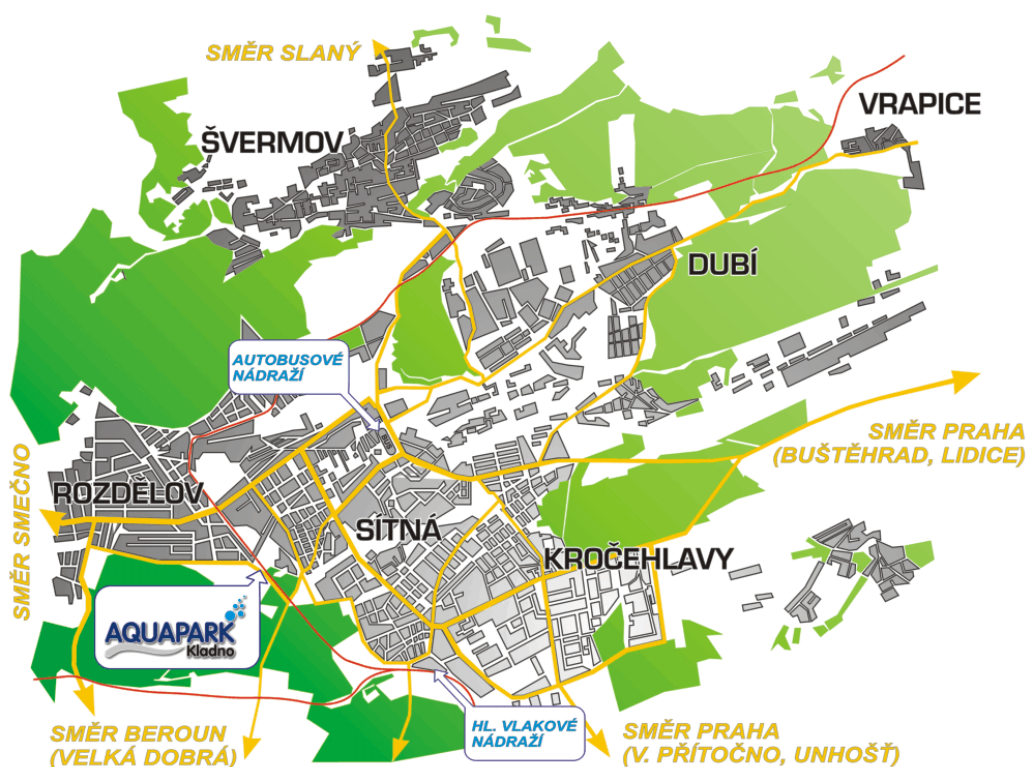 SMĚR SLANÝ
VRAPICE
ŠVERMOV
DUBÍ
AUTOBUSOVÉ
NÁDRAŽÍ
SMĚR PRAHA
(BUŠTĚHRAD, LIDICE)
SMĚR SMEČNO
ROZDĚLOV
SÍTNÁ
KROČEHLAVY
AQUAPARK
Kladno
SMĚR BEROUN
(VELKÁ DOBRÁ)
HL. VLAKOVÉ
NÁDRAŽÍ
SMĚR PRAHA
(V. PŘÍTOČNO, UNHOŠŤ)